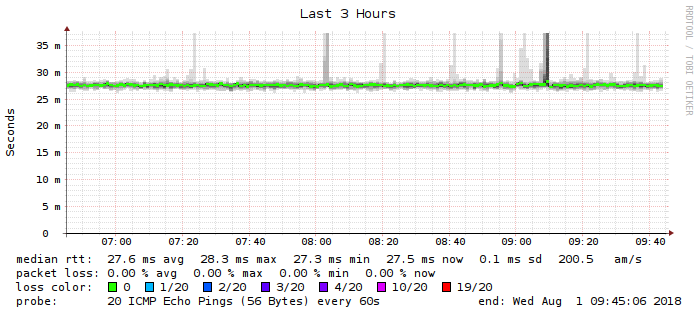 Last 3 Hours
RRDTOOL / TOBI OETIKER
Seconds
35 m
30 m
25 m
20 m
15 m
10 m
5 m
0
07:00 07:20 07:40 08:00 08:20 08:40 09:00 09:20 09:40
median rtt: 27.6 ms avg 28.3 ms max 27.3 ms min 27.5 ms now 0.1 ms sd 200.5 am/s
packet loss: 0.00 % avg 0.00 % max 0.00 % min 0.00 % now
loss color: 0 1/20 2/20 3/20 4/20 10/20 19/20
probe: 20 ICMP Echo Pings (56 Bytes) every 60s end: Wed Aug 1 09:45:06 2018